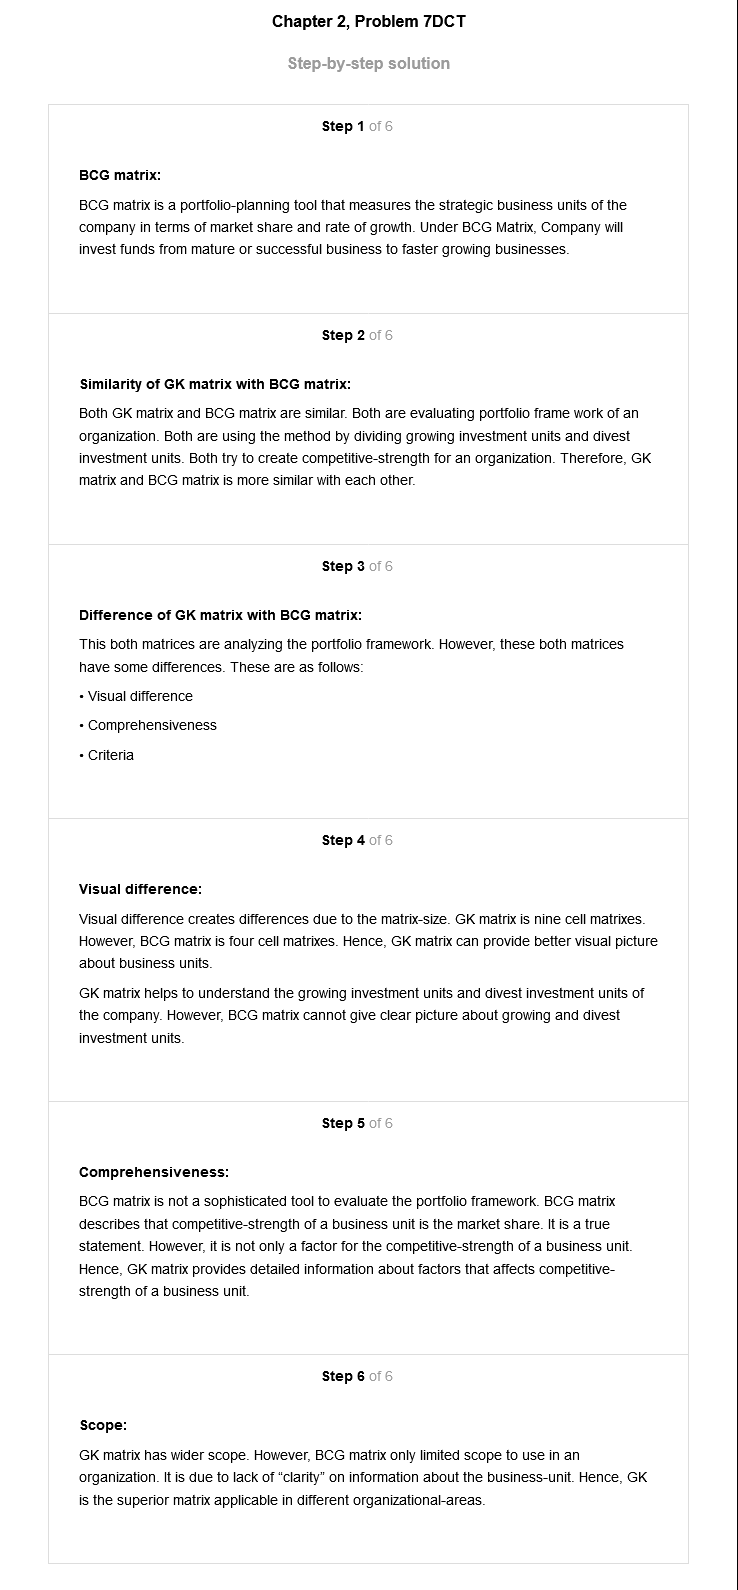 Chapter 2, Problem 7DCT
Step-by-step solution
Step 1 of 6
BCG matrix:
BCG matrix is a portfolio-planning tool that measures the strategic business units of the
company in terms of market share and rate of growth. Under BCG Matrix, Company will
invest funds from mature or successful business to faster growing businesses.
Step 2 of 6
Similarity of GK matrix with BCG matrix:
Both GK matrix and BCG matrix are similar. Both are evaluating portfolio frame work of an
organization. Both are using the method by dividing growing investment units and divest
investment units. Both try to create competitive-strength for an organization. Therefore, GK
matrix and BCG matrix is more similar with each other.
Step 3 of 6
Difference of GK matrix with BCG matrix:
This both matrices are analyzing the portfolio framework. However, these both matrices
have some differences. These are as follows:
• Visual difference
• Comprehensiveness
• Criteria
Step 4 of 6
Visual difference:
Visual difference creates differences due to the matrix-size. GK matrix is nine cell matrixes.
However, BCG matrix is four cell matrixes. Hence, GK matrix can provide better visual picture
about business units.
GK matrix helps to understand the growing investment units and divest investment units of
the company. However, BCG matrix cannot give clear picture about growing and divest
investment units.
Step 5 of 6
Comprehensiveness:
BCG matrix is not a sophisticated tool to evaluate the portfolio framework. BCG matrix
describes that competitive-strength of a business unit is the market share. It is a true
statement. However, it is not only a factor for the competitive-strength of a business unit.
Hence, GK matrix provides detailed information about factors that affects competitive-
strength of a business unit.
Step 6 of 6
Scope:
GK matrix has wider scope. However, BCG matrix only limited scope to use in an
organization. It is due to lack of “clarity” on information about the business-unit. Hence, GK
is the superior matrix applicable in different organizational-areas.